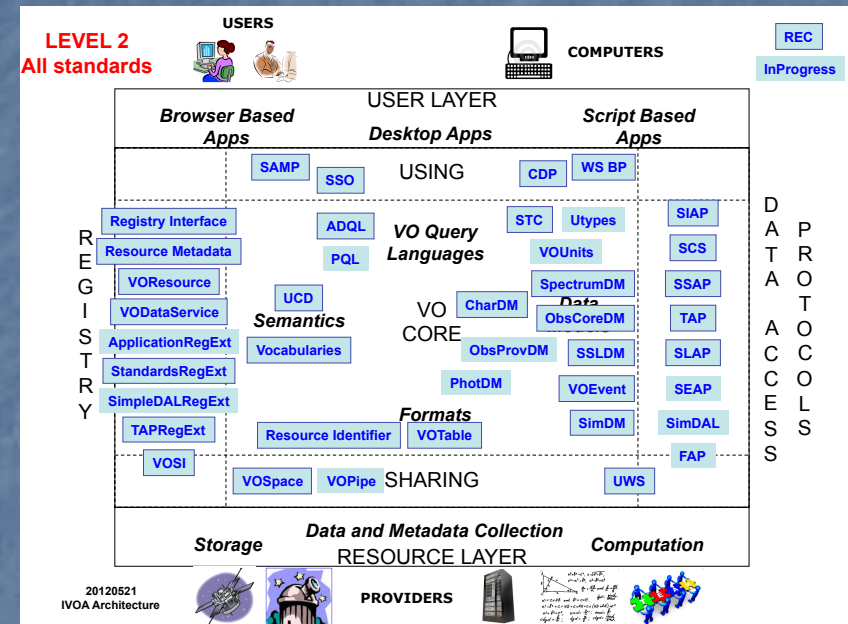 LEVEL 2
All standards
USERS
COMPUTERS
REC
InProgress
USER LAYER
Browser Based
Apps
Desktop Apps
Script Based
Apps
SAMP
SSO
USING
CDP
WS BP
REGISTRY
Registry Interface
Resource Metadata
VOResource
VODataService
ApplicationRegExt
StandardsRegExt
SimpleDALRegExt
TAPRegExt
VOSI
ADQL
PQL
VO Query
Languages
STC
Utypes
VOUnits
UCD
Semantics
Vocabularies
VO
CORE
SpectrumDM
Data
CharDM
ObsCoreDM
ObsProvDM
SSLDM
PhotDM
VOEvent
SimDM
Formats
Resource Identifier
VOTable
SIAP
SCS
SSAP
TAP
SLAP
SEAP
SimDAL
FAP
DATA ACCESS
PROTOCOLS
VOSpace
VOPipe
SHARING
UWS
Data and Metadata Collection
Storage
Computation
RESOURCE LAYER
PROVIDERS
20120521
IVOA Architecture